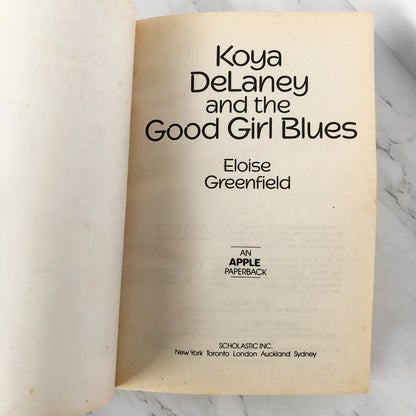 Koya
DeLaney
and the
Good Girl Blues
Eloise
Greenfield
AN
APPLE
PAPERBACK
SCHOLASTIC INC.
New York Toronto London Auckland Sydney